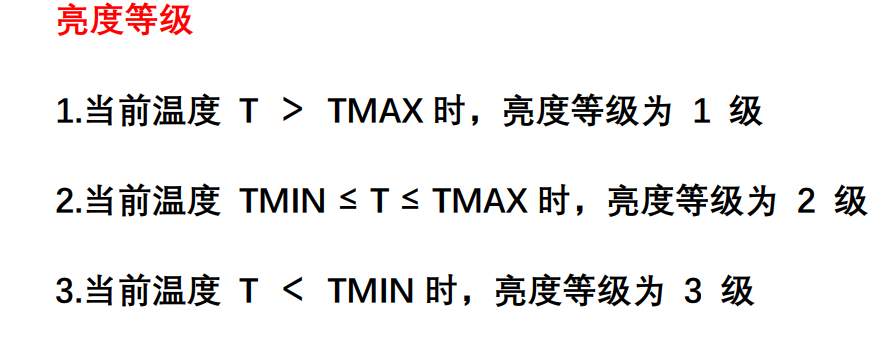 亮度等级
1.当前温度 T > TMAX 时，亮度等级为 1 级
2.当前温度 TMIN ≤ T ≤ TMAX 时，亮度等级为 2 级
3.当前温度 T < TMIN 时，亮度等级为 3 级